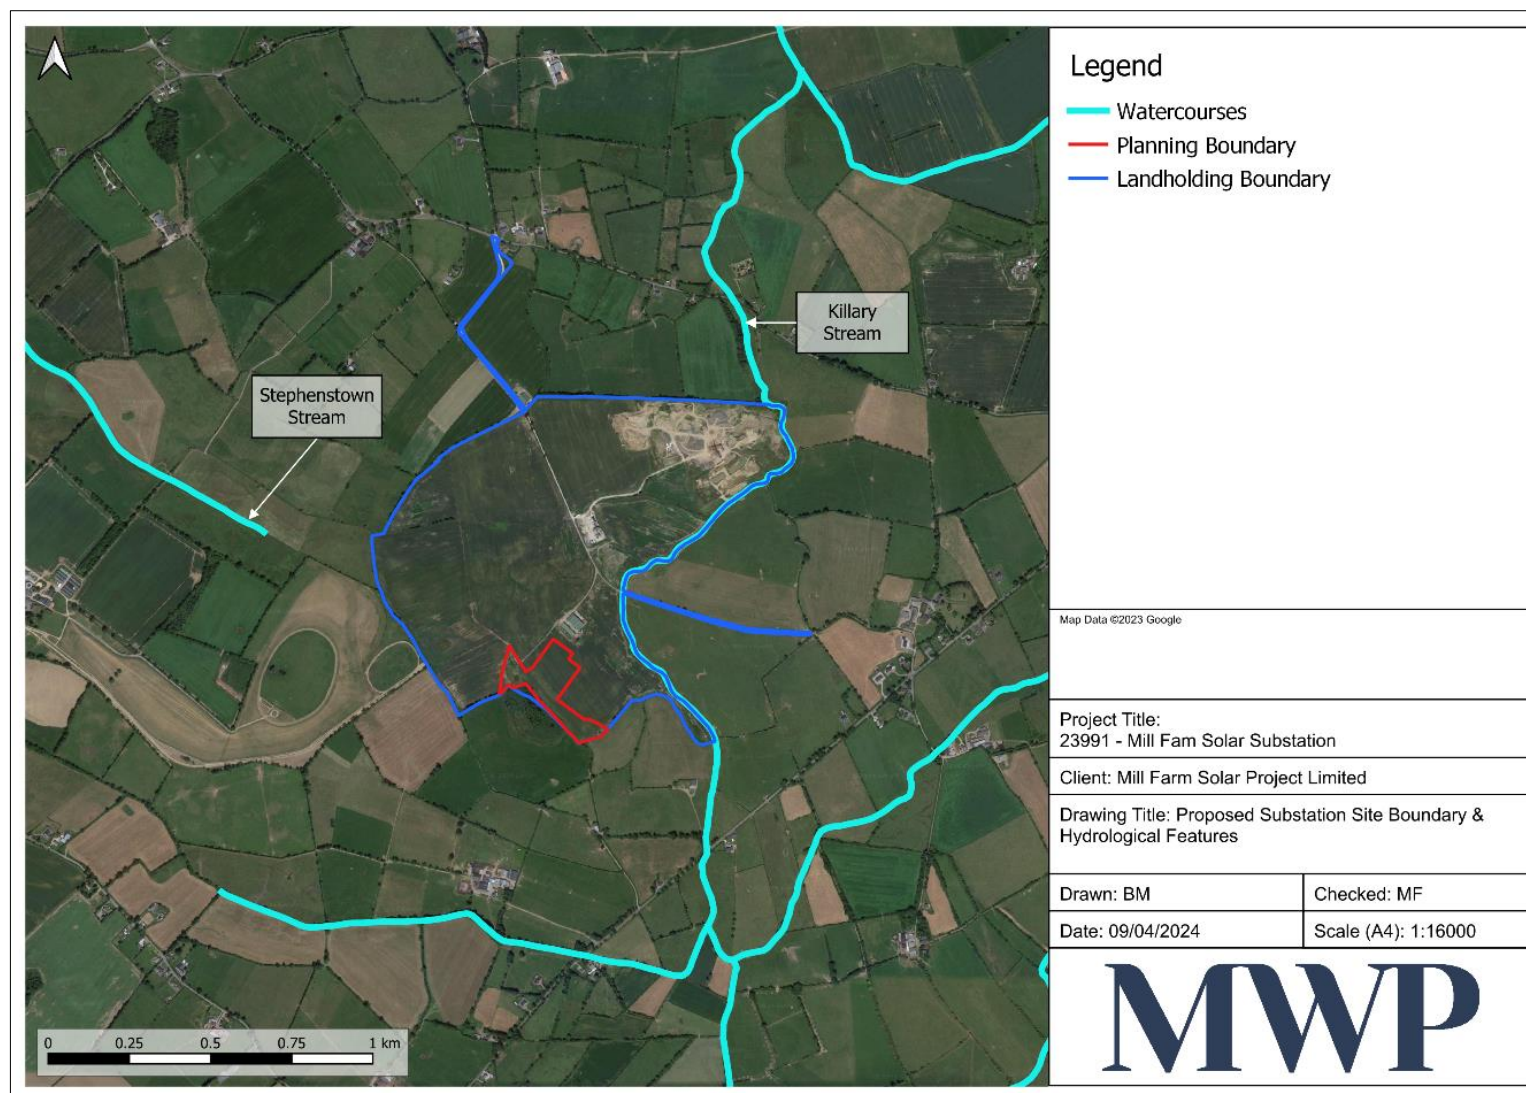 Legend
Watercourses
Planning Boundary
Landholding Boundary
Killary
Stream
Stephenstown
Stream
0 0.25 0.5 0.75 1 km
Map Data ©2023 Google
Project Title:
23991 - Mill Fam Solar Substation
Client: Mill Farm Solar Project Limited
Drawing Title: Proposed Substation Site Boundary &
Hydrological Features
Drawn: BM
Checked: MF
Date: 09/04/2024
Scale (A4): 1:16000
MWP